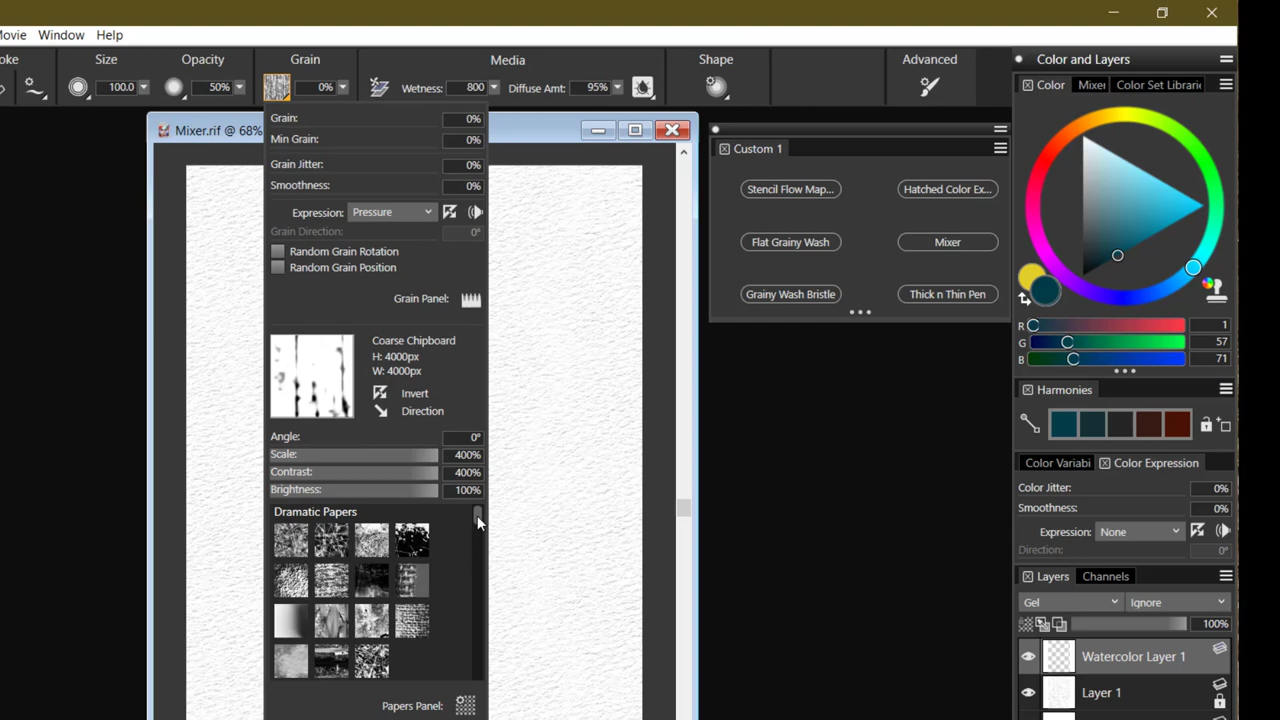 Movie Window Help
oke Size Opacity Grain Media Shape Advanced
100.0 50% 0% Wetness: 800 Diffuse Amt: 95%
Grain: 0%
Min Grain: 0%
Grain Jitter: 0%
Smoothness: 0%
Expression: Pressure
Grain Direction: 0°
Random Grain Rotation
Random Grain Position
Grain Panel:
Coarse Chipboard
H: 4000px
W: 4000px
Invert
Direction
Angle: 0°
Scale: 400%
Contrast: 400%
Brightness: 100%
Dramatic Papers
Papers Panel:
Mixer.rif @ 68%
Custom 1
Stencil Flow Map... Hatched Color Ex...
Flat Grainy Wash Mixer
Grainy Wash Bristle Thick n Thin Pen
Color and Layers
Color Mixer Color Set Librarie
R 1
G 57
B 71
Harmonies
Color Variabi Color Expression
Color Jitter: 0%
Smoothness: 0%
Expression: None
Direction: 0°
Layers Channels
Gel Ignore
100%
Watercolor Layer 1
Layer 1